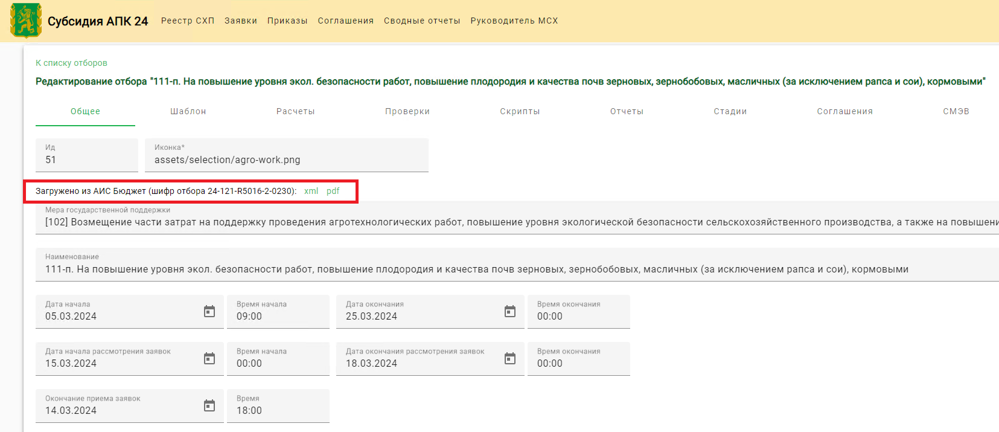 Субсидия АПК 24 Реестр СХП Заявки Приказы Соглашения Сводные отчеты Руководитель МСХ
К списку отборов
Редактирование отбора "111-п. На повышение уровня экол. безопасности работ, повышение плодородия и качества почв зерновых, зернобобовых, масличных (за исключением рапса и сои), кормовыми"
Общее Шаблон Расчеты Проверки Скрипты Отчеты Стадии Соглашения СМЭВ
Ид Иконка*
51 assets/selection/agro-work.png
Загружено из АИС Бюджет (шифр отбора 24-121-R5016-2-0230): xml pdf
Мера государственной поддержки
[102] Возмещение части затрат на поддержку проведения агротехнологических работ, повышение уровня экологической безопасности сельскохозяйственного производства, а также на повышени
Наименование
111-п. На повышение уровня экол. безопасности работ, повышение плодородия и качества почв зерновых, зернобобовых, масличных (за исключением рапса и сои), кормовыми
Дата начала Время начала Дата окончания Время окончания
05.03.2024 09:00 25.03.2024 00:00
Дата начала рассмотрения заявок Время начала Дата окончания рассмотрения заявок Время окончания
15.03.2024 00:00 18.03.2024 00:00
Окончание приема заявок Время
14.03.2024 18:00